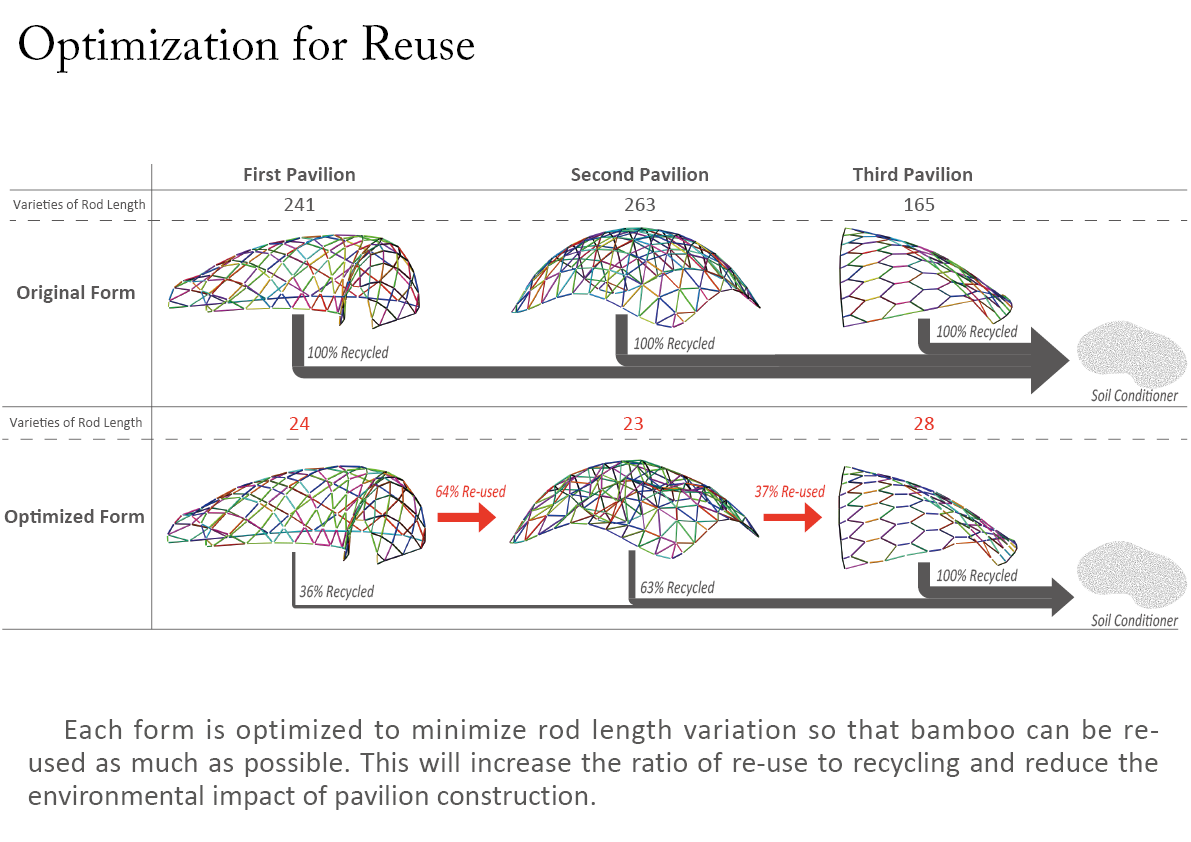 Optimization for Reuse
First Pavilion Second Pavilion Third Pavilion
Varieties of Rod Length 241 263 165
Original Form
100% Recycled 100% Recycled 100% Recycled
Soil Conditioner
Varieties of Rod Length 24 23 28
Optimized Form
64% Re-used 37% Re-used
36% Recycled 63% Recycled 100% Recycled
Soil Conditioner
Each form is optimized to minimize rod length variation so that bamboo can be re-
used as much as possible. This will increase the ratio of re-use to recycling and reduce the
environmental impact of pavilion construction.